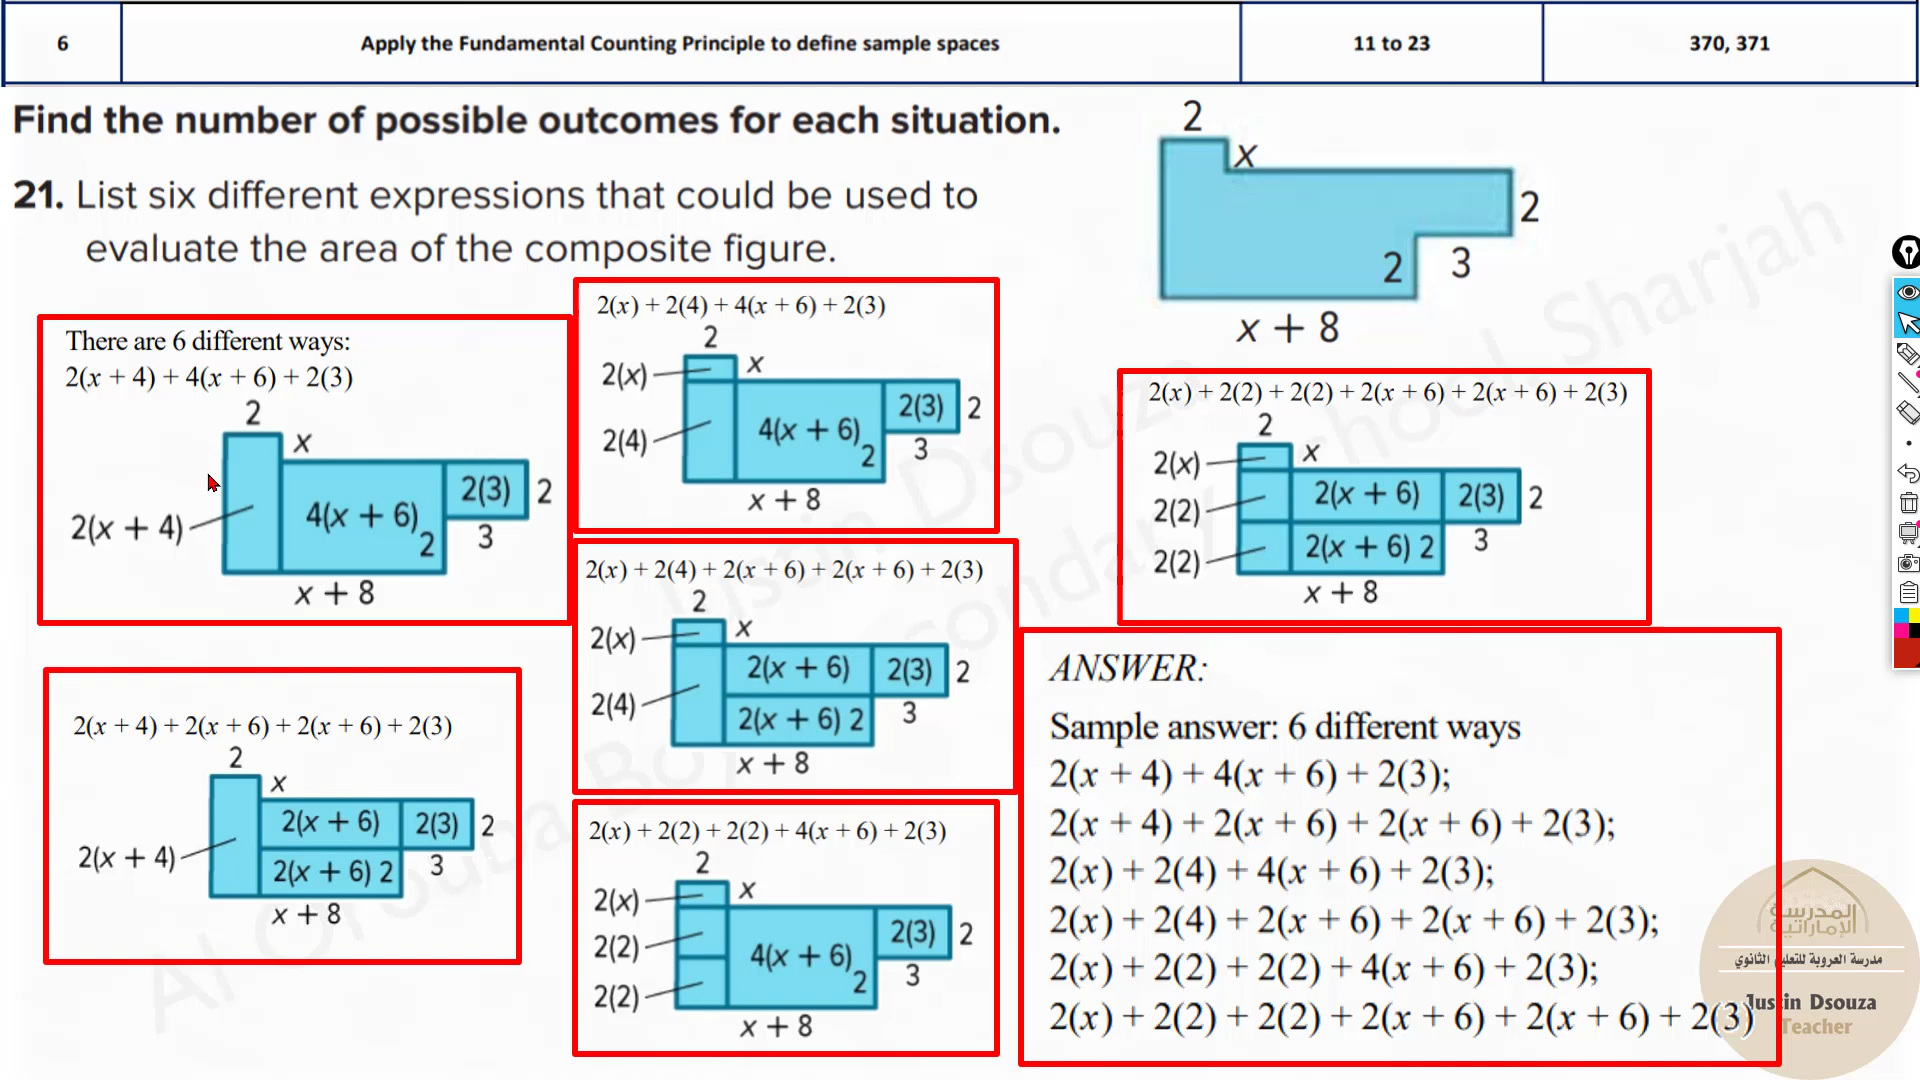 6
Apply the Fundamental Counting Principle to define sample spaces
11 to 23
370, 371
Find the number of possible outcomes for each situation.
21. List six different expressions that could be used to
evaluate the area of the composite figure.
2
x
2
2
3
x + 8
There are 6 different ways:
2(x + 4) + 4(x + 6) + 2(3)
2
x
2(3)
2
4(x + 6)
2(x + 4)
2
3
x + 8
2(x) + 2(4) + 4(x + 6) + 2(3)
2
2(x)
x
2(3)
2
4(x + 6)
2(4)
2
3
x + 8
2(x) + 2(2) + 2(2) + 2(x + 6) + 2(x + 6) + 2(3)
2
2(x)
x
2(x + 6)
2(3)
2
2(2)
2(x + 6) 2
3
2(2)
x + 8
2(x + 4) + 2(x + 6) + 2(x + 6) + 2(3)
2
x
2(x + 6)
2(3)
2
2(x + 4)
2(x + 6) 2
3
x + 8
2(x) + 2(4) + 2(x + 6) + 2(x + 6) + 2(3)
2
2(x)
x
2(x + 6)
2(3)
2
2(4)
2(x + 6) 2
3
x + 8
2(x) + 2(2) + 2(2) + 4(x + 6) + 2(3)
2
2(x)
x
2(3)
2
2(2)
4(x + 6)
2
3
2(2)
x + 8
ANSWER:
Sample answer: 6 different ways
2(x + 4) + 4(x + 6) + 2(3);
2(x + 4) + 2(x + 6) + 2(x + 6) + 2(3);
2(x) + 2(4) + 4(x + 6) + 2(3);
2(x) + 2(4) + 2(x + 6) + 2(x + 6) + 2(3);
2(x) + 2(2) + 2(2) + 4(x + 6) + 2(3);
2(x) + 2(2) + 2(2) + 2(x + 6) + 2(x + 6) + 2(3)
المدرسة
الإماراتية
مدرسة العروبة للتعليم الثانوي
Justin Dsouza
Teacher